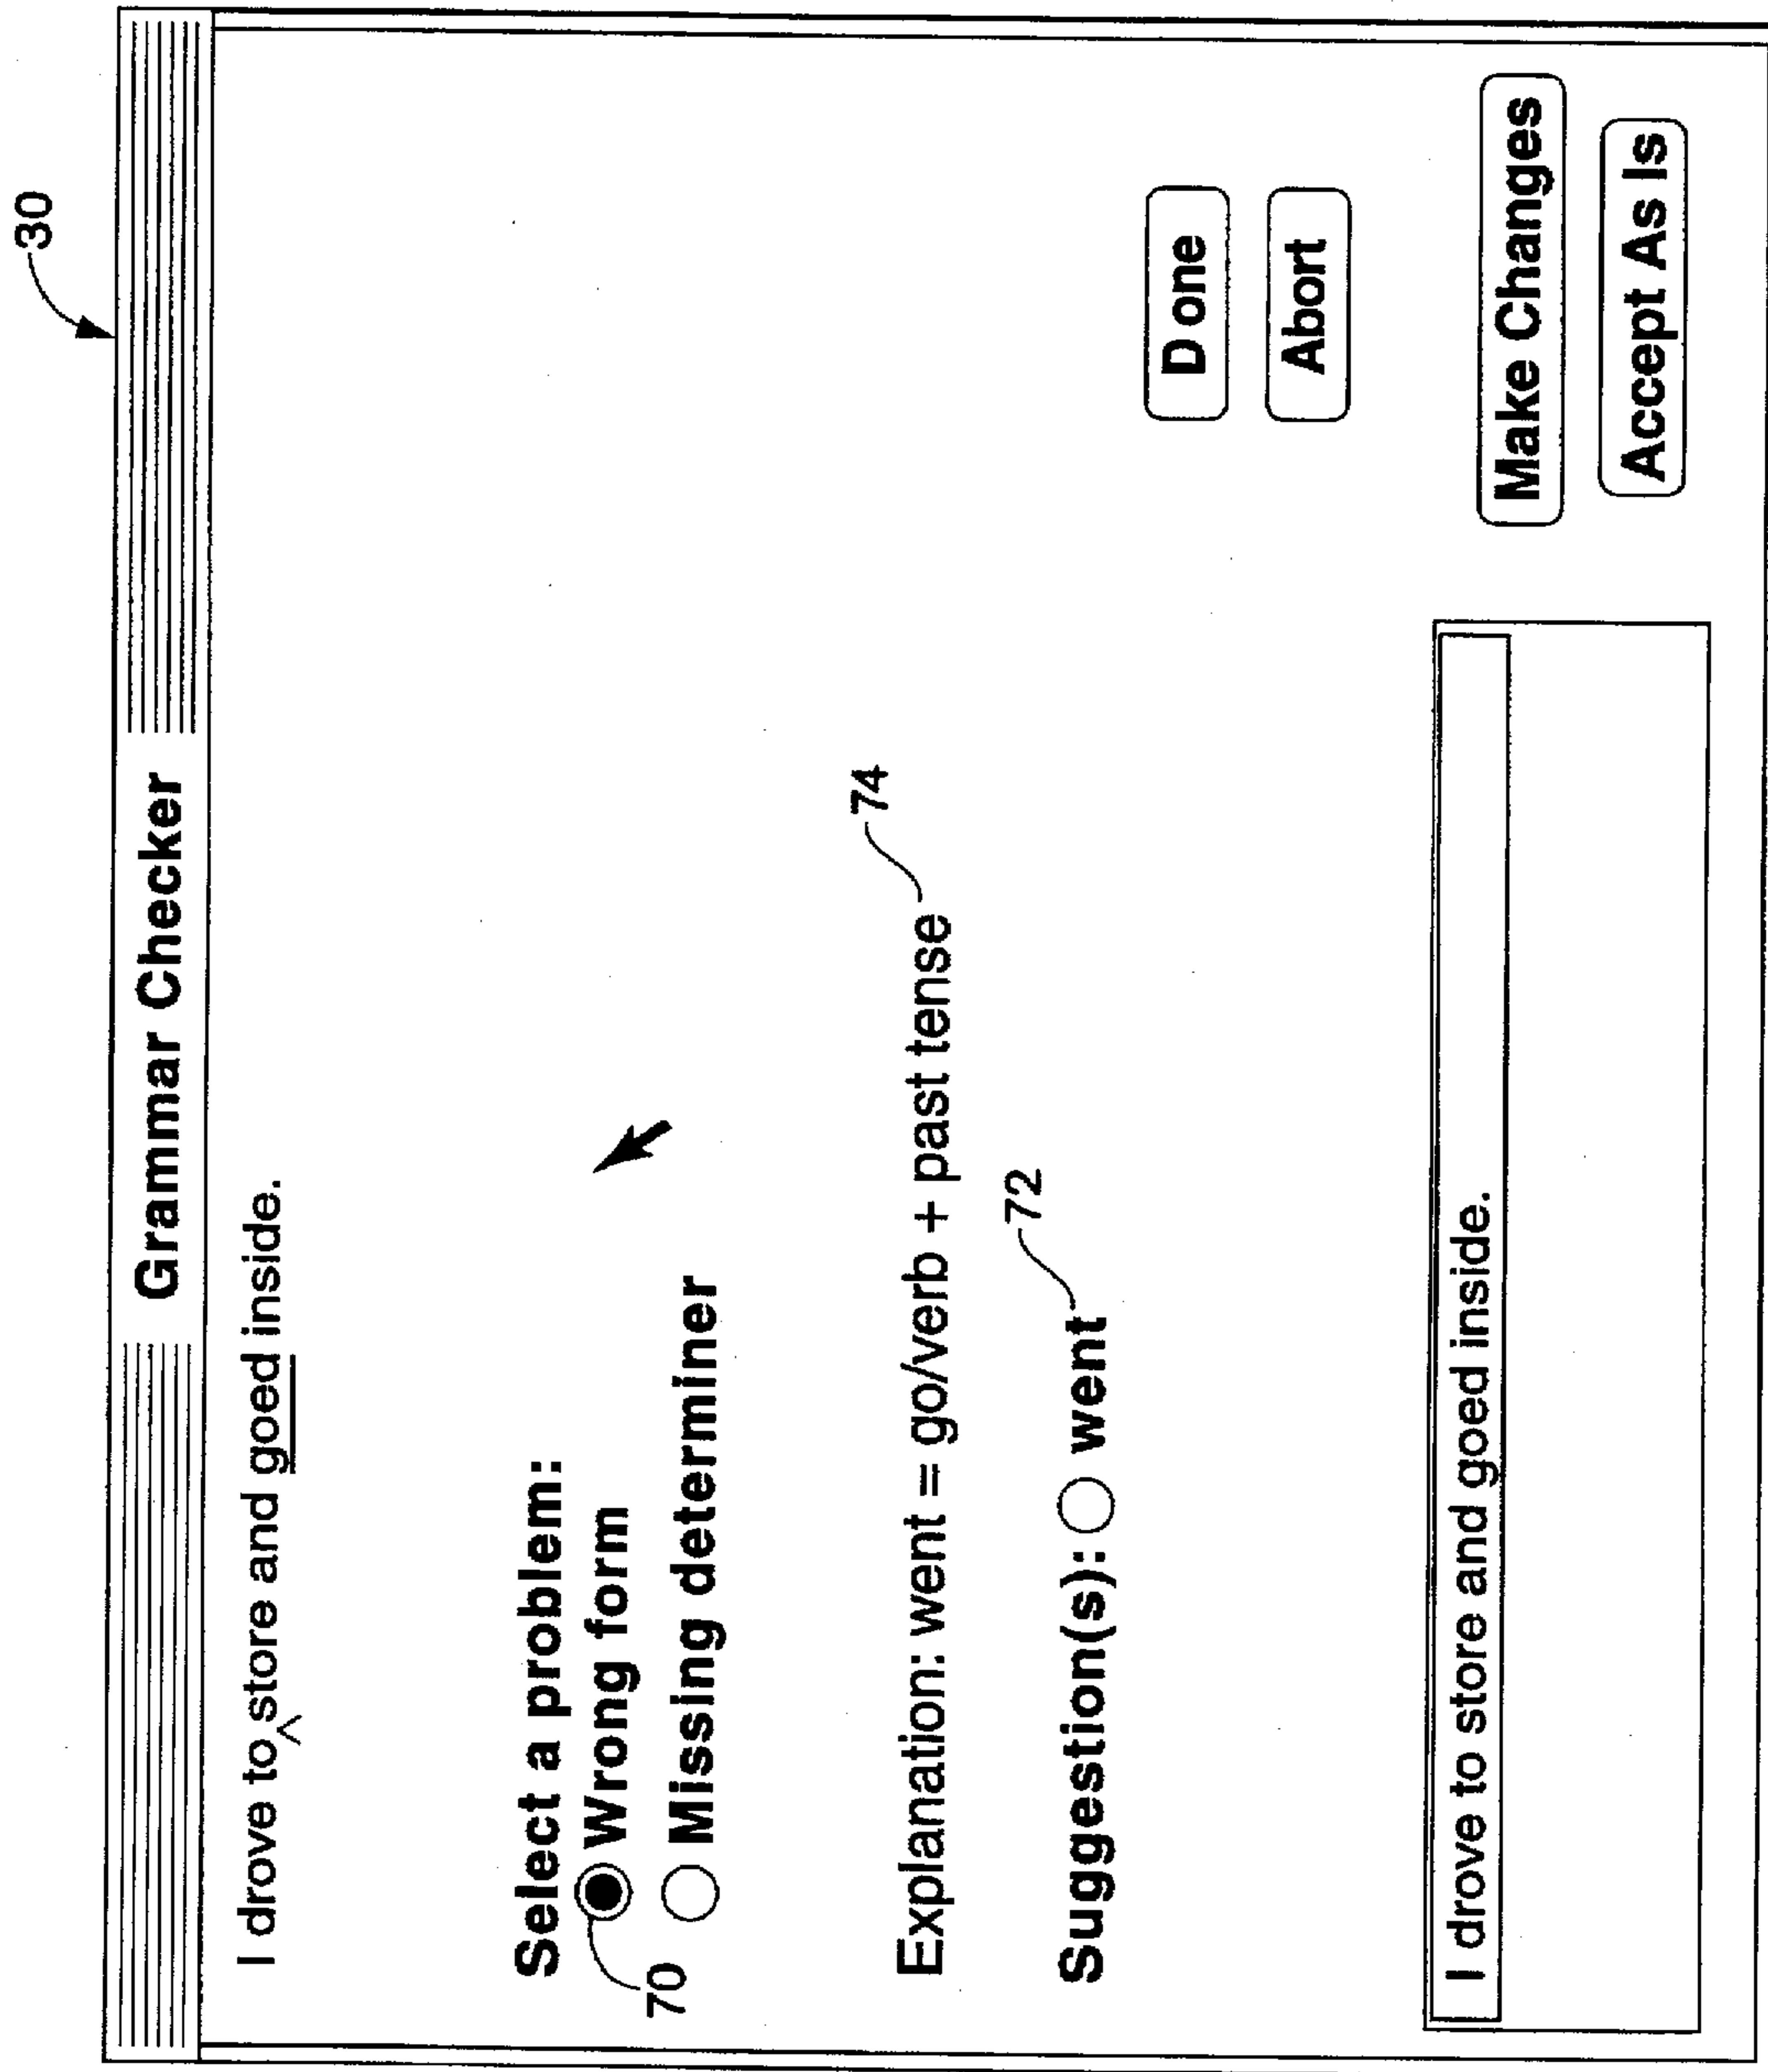 30
Grammar Checker
I drove to‸store and goed inside.
Select a problem:
70
Wrong form
Missing determiner
Explanation: went = go/verb + past tense
74
Suggestion(s): went
72
D one
Abort
I drove to store and goed inside.
Make Changes
Accept As Is